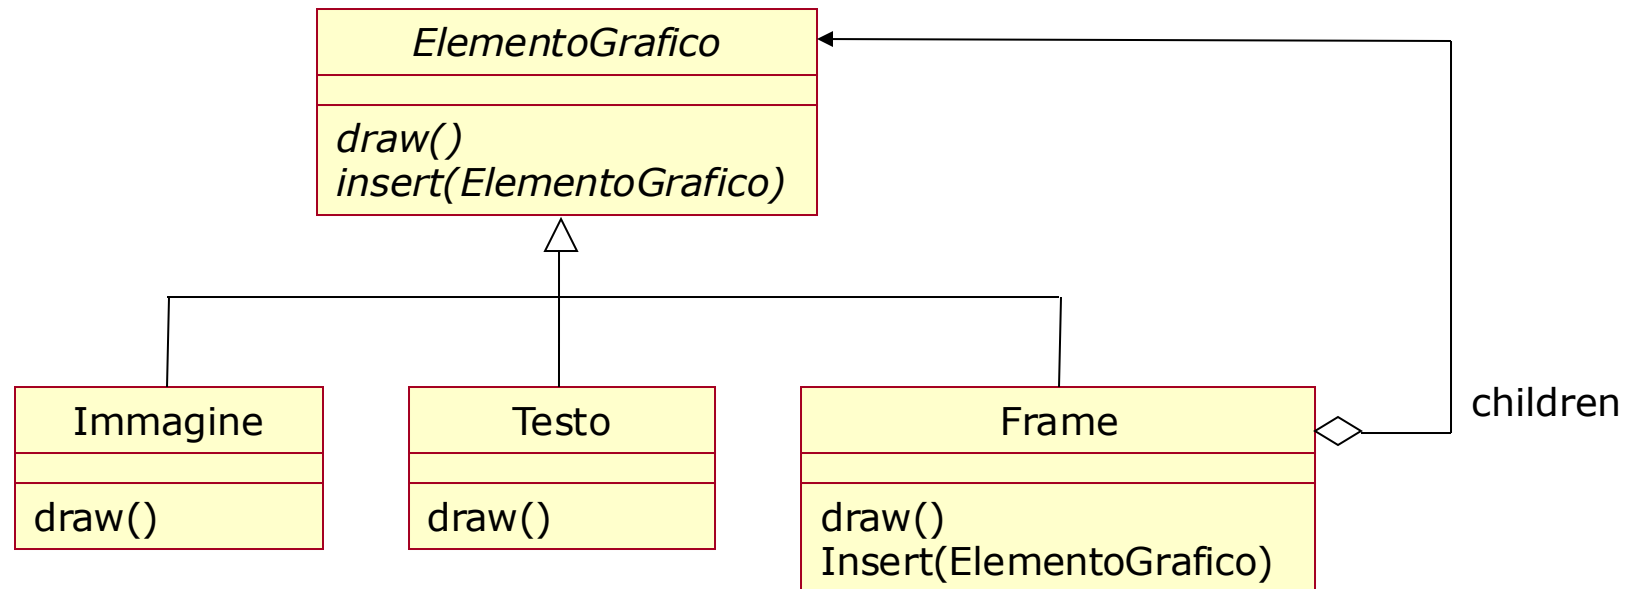 ElementoGrafico
draw()
insert(ElementoGrafico)
children
Immagine
draw()
Testo
draw()
Frame
draw()
Insert(ElementoGrafico)